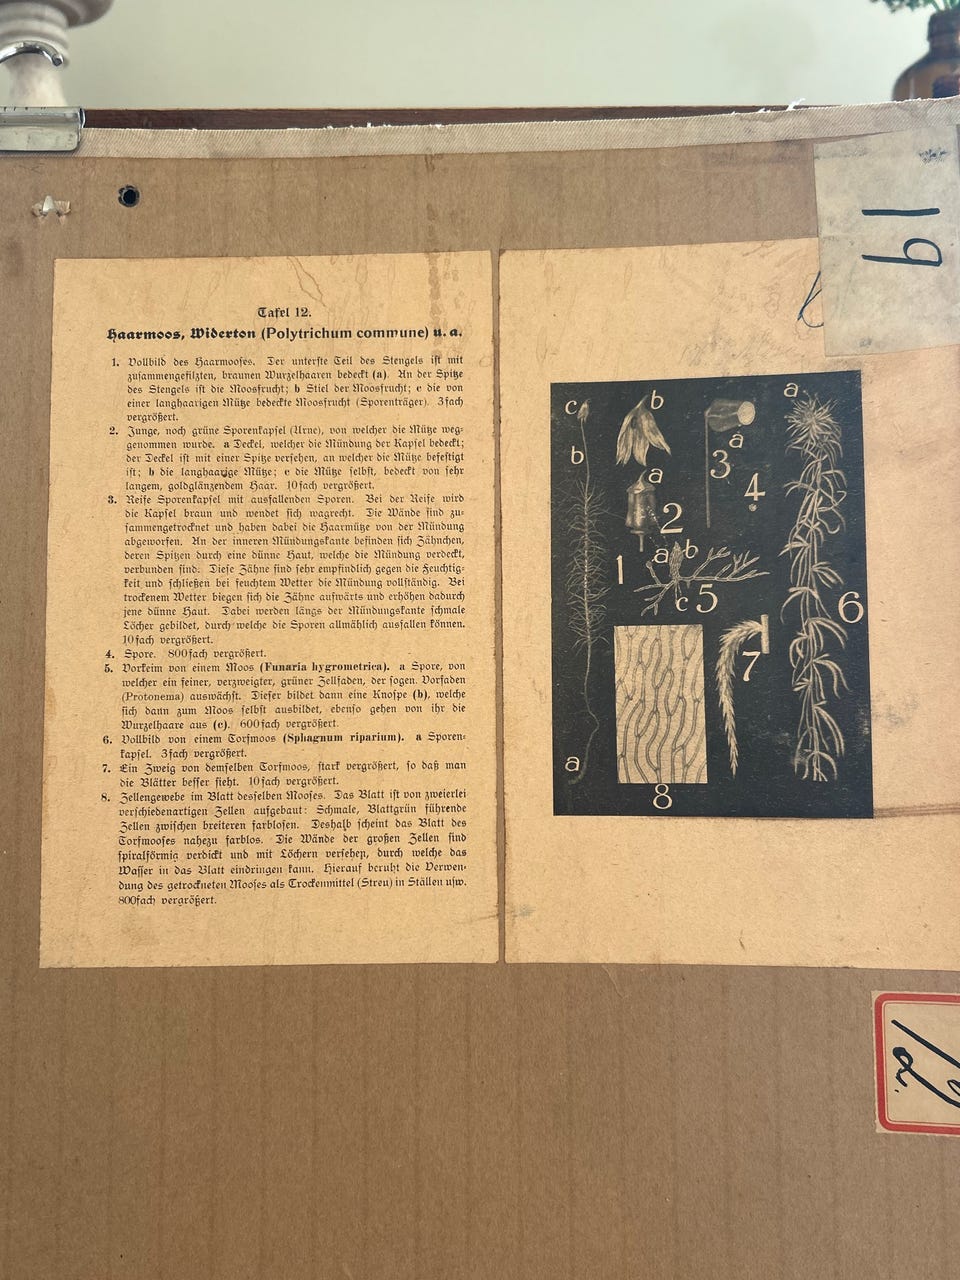 Tafel 12.
Haarmoos, Widerton (Polytrichum commune) u. a.
1. Vollbild des Haarmooses. Der unterste Teil des Stengels ist mit
zusammengefilzten, braunen Wurzelhaaren bedeckt (a). An der Spitze
des Stengels ist die Moosfrucht; b Stiel der Moosfrucht; c die von
einer langhaarigen Mütze bedeckte Moosfrucht (Sporenträger). 3fach
vergrößert.
2. Junge, noch grüne Sporenkapsel (Urne), von welcher die Mütze weg-
genommen wurde. a Deckel, welcher die Mündung der Kapsel bedeckt;
der Deckel ist mit einer Spitze versehen, an welcher die Mütze befestigt
ist; b die langhaarige Mütze; c die Mütze selbst, bedeckt von sehr
langem, goldglänzendem Haar. 10fach vergrößert.
3. Reife Sporenkapsel mit ausfallenden Sporen. Bei der Reife wird
die Kapsel braun und wendet sich wagrecht. Die Wände sind zu-
sammengetrocknet und haben dabei die Haarmütze von der Mündung
abgeworfen. An der inneren Mündungskante befinden sich Zähnchen,
deren Spitzen durch eine dünne Haut, welche die Mündung verdeckt,
verbunden sind. Diese Zähne sind sehr empfindlich gegen die Feuchtig-
keit und schließen bei feuchtem Wetter die Mündung vollständig. Bei
trockenem Wetter biegen sich die Zähne aufwärts und erhöhen dadurch
jene dünne Haut. Dabei werden längs der Mündungskante schmale
Löcher gebildet, durch welche die Sporen allmählich ausfallen können.
10fach vergrößert.
4. Spore. 800fach vergrößert.
5. Vorkeim von einem Moos (Funaria hygrometrica). a Spore, von
welcher ein feiner, verzweigter, grüner Zellfaden, der sogen. Vorfaden
(Protonema) auswächst. Dieser bildet dann eine Knospe (b), welche
sich dann zum Moos selbst ausbildet, ebenso gehen von ihr die
Wurzelhaare aus (c). 600fach vergrößert.
6. Vollbild von einem Torfmoos (Sphagnum riparium). a Sporen-
kapsel. 3fach vergrößert.
7. Ein Zweig von demselben Torfmoos, stark vergrößert, so daß man
die Blätter besser sieht. 10fach vergrößert.
8. Zellengewebe im Blatt desselben Mooses. Das Blatt ist von zweierlei
verschiedenartigen Zellen aufgebaut: Schmale, Blattgrün führende
Zellen zwischen breiteren farblosen. Deshalb scheint das Blatt des
Torfmooses nahezu farblos. Die Wände der großen Zellen sind
spiralförmig verdickt und mit Löchern versehen, durch welche das
Wasser in das Blatt eindringen kann. Hierauf beruht die Verwen-
dung des getrockneten Mooses als Trockenmittel (Streu) in Ställen usw.
800fach vergrößert.
19
c b a a
b a 3
a 4
2
1 a b
c 5 6
7
a
8
12